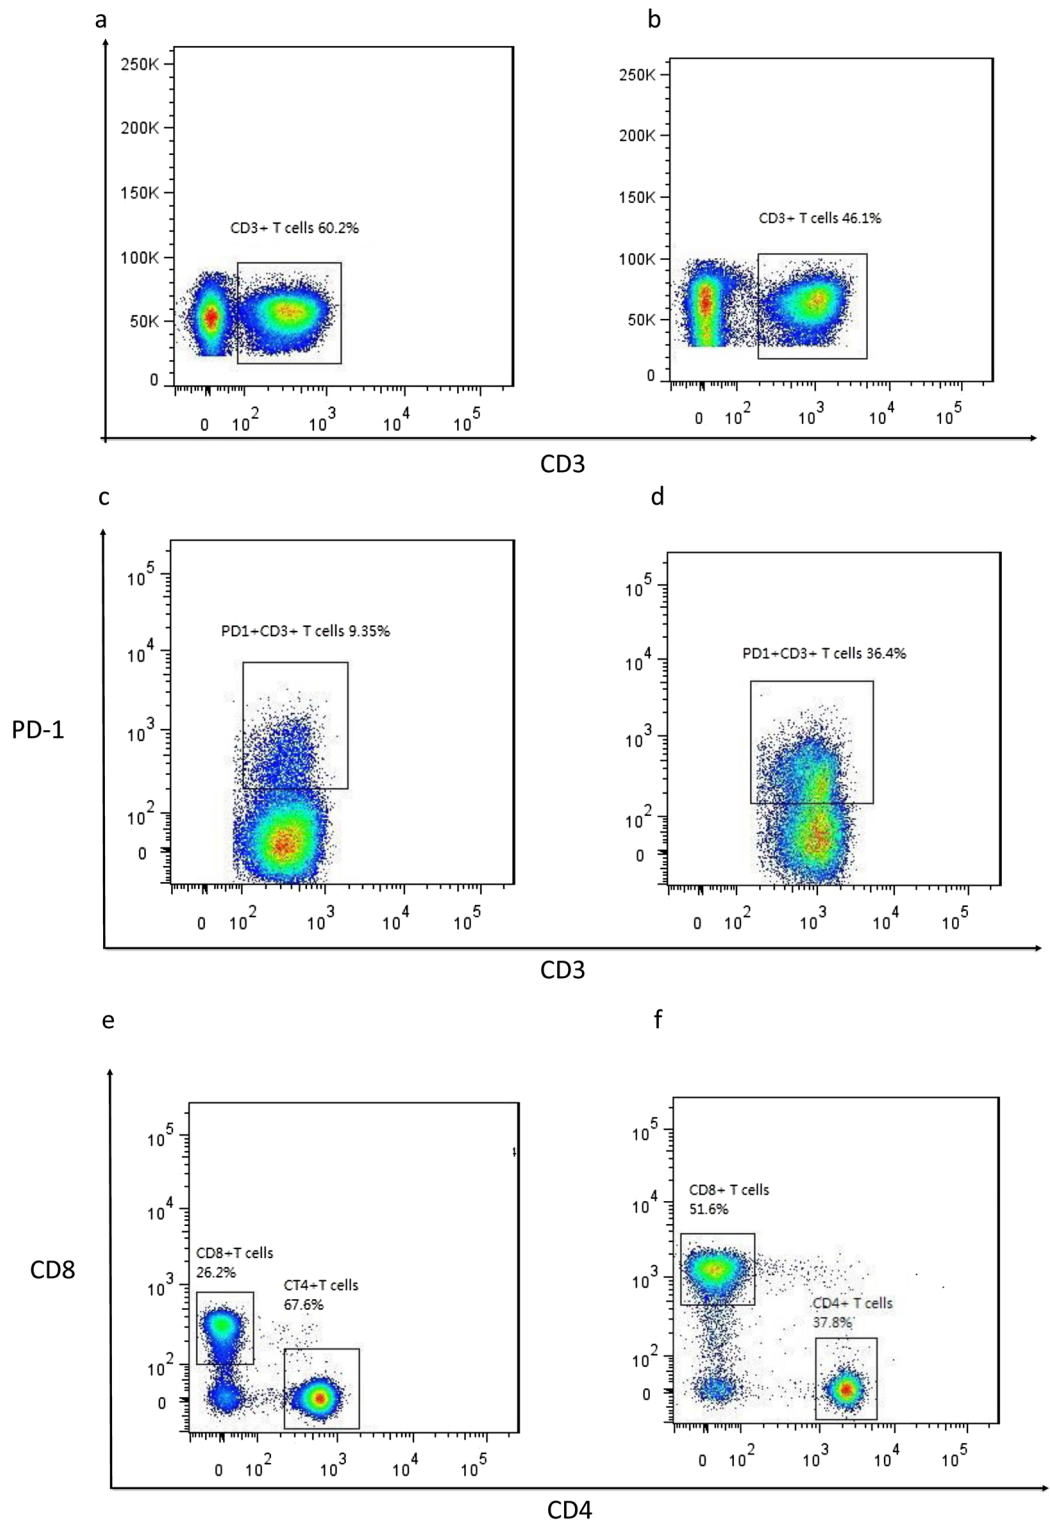 a
b
250K
200K
150K
100K
50K
0
CD3+ T cells 60.2%
0 10^2 10^3 10^4 10^5
250K
200K
150K
100K
50K
0
CD3+ T cells 46.1%
0 10^2 10^3 10^4 10^5
CD3
c
d
PD-1
10^5
10^4
10^3
10^2
0
PD1+CD3+ T cells 9.35%
0 10^2 10^3 10^4 10^5
10^5
10^4
10^3
10^2
0
PD1+CD3+ T cells 36.4%
0 10^2 10^3 10^4 10^5
CD3
e
f
CD8
10^5
10^4
10^3
10^2
0
CD8+T cells
26.2%
CT4+T cells
67.6%
0 10^2 10^3 10^4 10^5
10^5
10^4
10^3
10^2
0
CD8+ T cells
51.6%
CD4+ T cells
37.8%
0 10^2 10^3 10^4 10^5
CD4